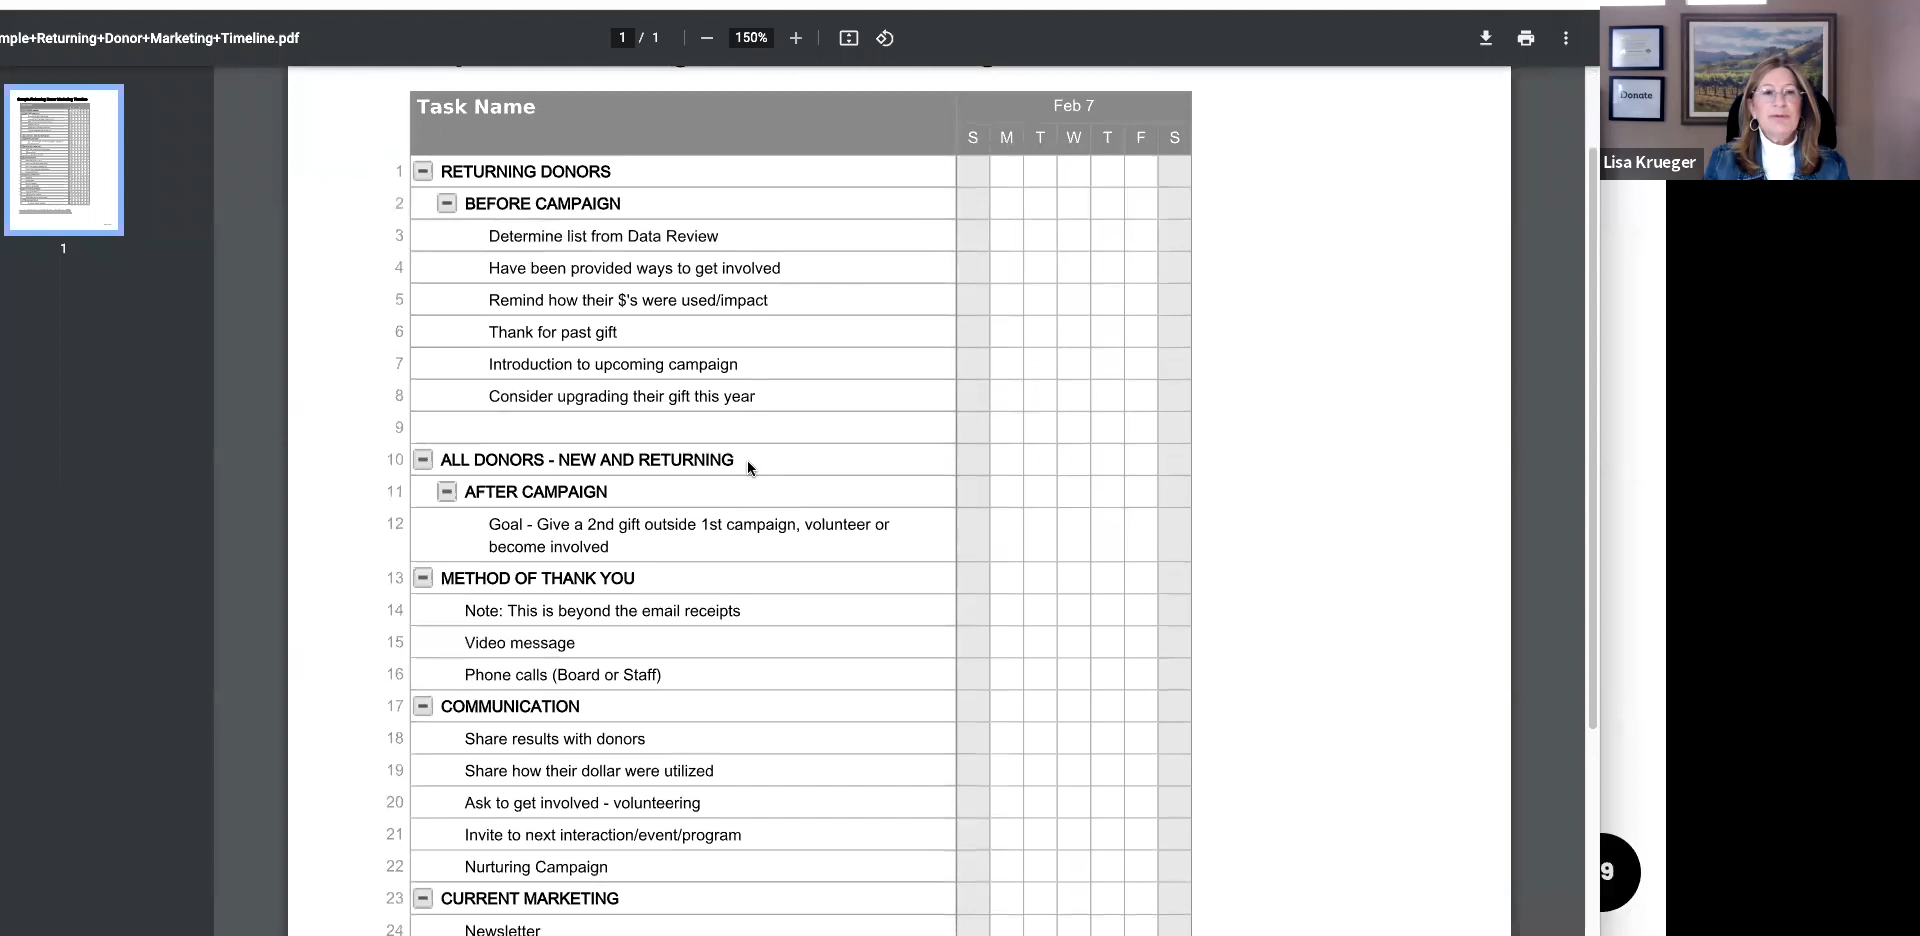 mple+Returning+Donor+Marketing+Timeline.pdf
1 / 1
150%
Donate
Lisa Krueger
1
Task Name
Feb 7
S M T W T F S
1 RETURNING DONORS
2 BEFORE CAMPAIGN
3 Determine list from Data Review
4 Have been provided ways to get involved
5 Remind how their $'s were used/impact
6 Thank for past gift
7 Introduction to upcoming campaign
8 Consider upgrading their gift this year
9
10 ALL DONORS - NEW AND RETURNING
11 AFTER CAMPAIGN
12 Goal - Give a 2nd gift outside 1st campaign, volunteer or
become involved
13 METHOD OF THANK YOU
14 Note: This is beyond the email receipts
15 Video message
16 Phone calls (Board or Staff)
17 COMMUNICATION
18 Share results with donors
19 Share how their dollar were utilized
20 Ask to get involved - volunteering
21 Invite to next interaction/event/program
22 Nurturing Campaign
23 CURRENT MARKETING
24 Newsletter
9